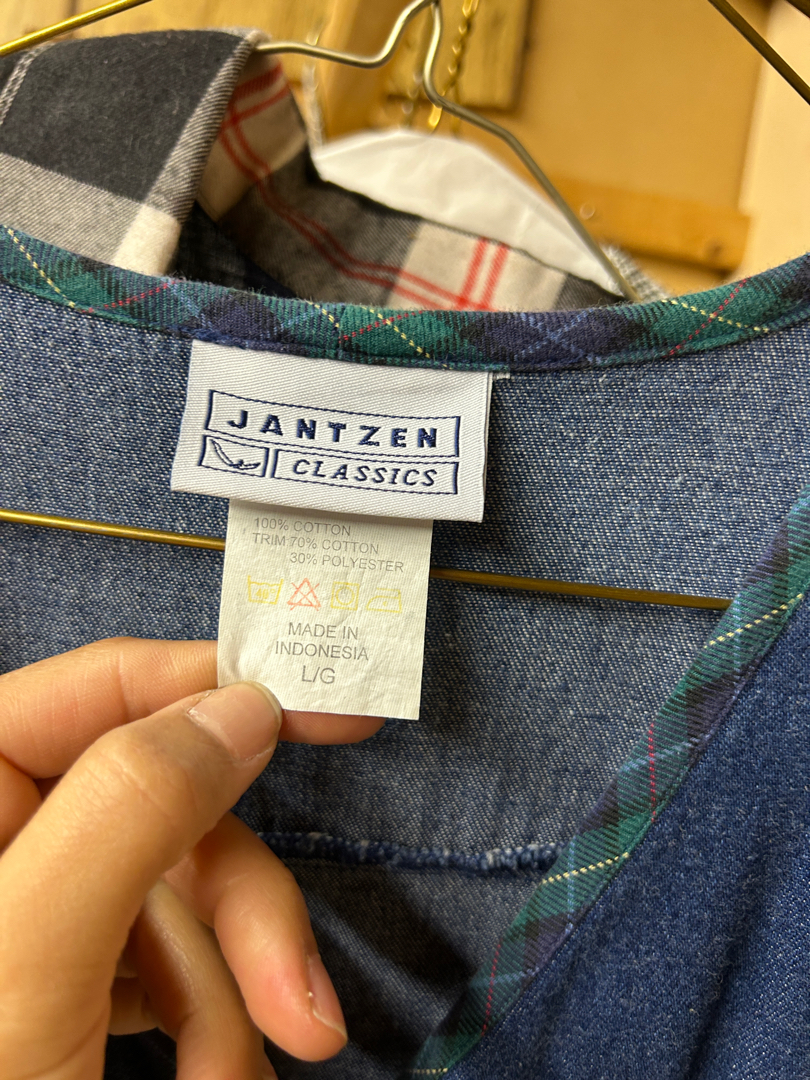 JANTZEN
CLASSICS
100% COTTON
TRIM 70% COTTON
30% POLYESTER
MADE IN
INDONESIA
L/G